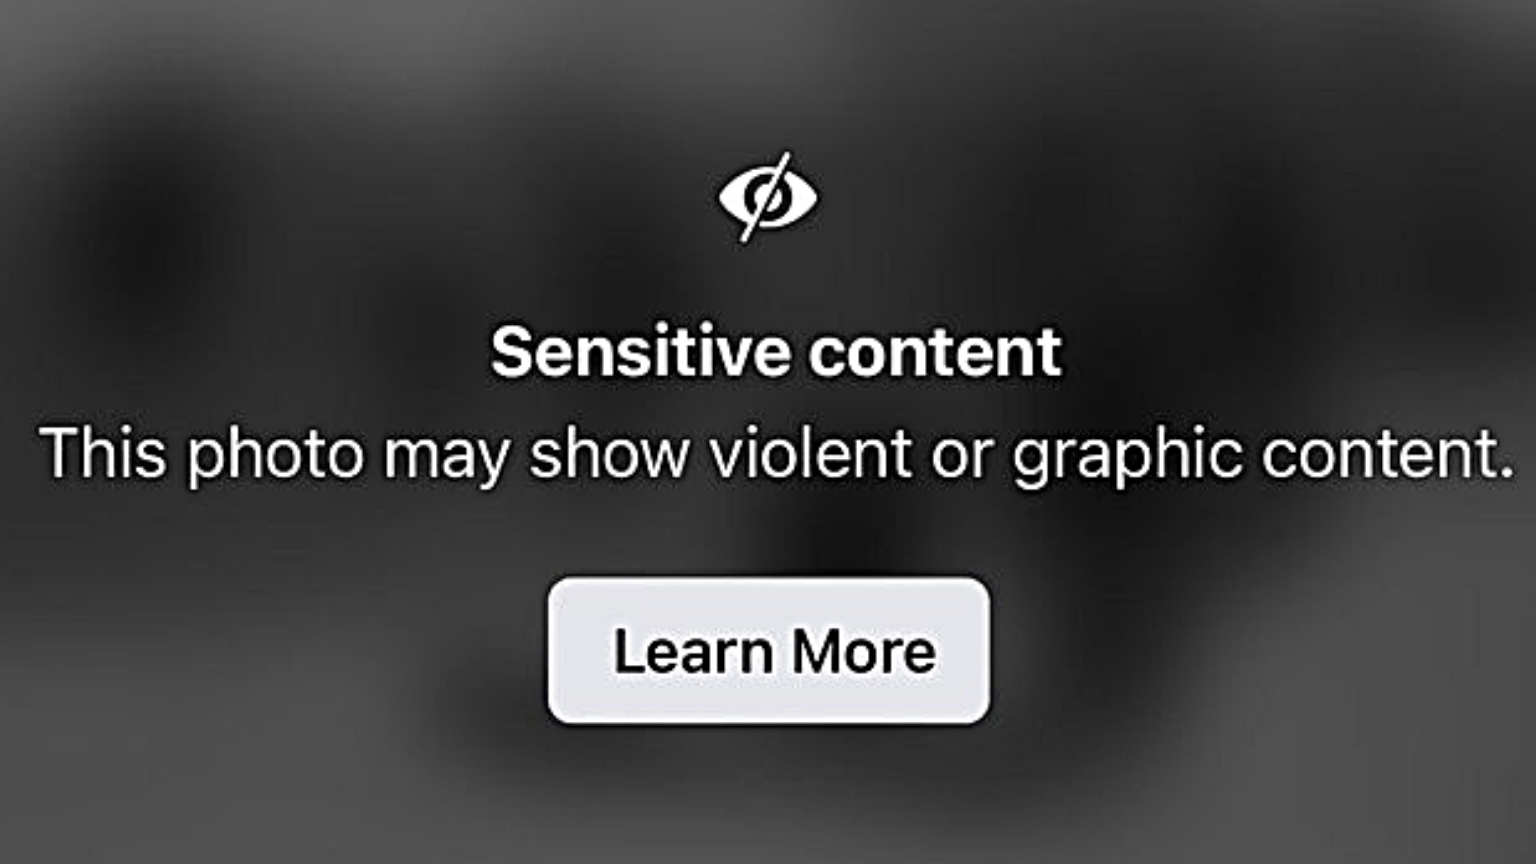 Sensitive content
This photo may show violent or graphic content.
Learn More